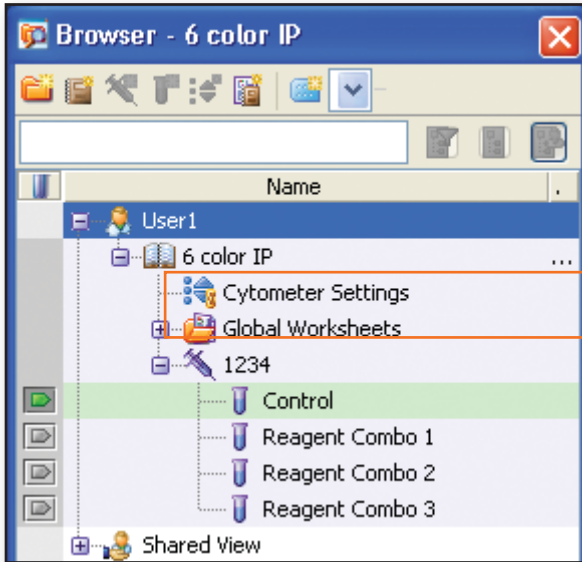 Browser - 6 color IP
Name .
User1
6 color IP ...
Cytometer Settings
Global Worksheets
1234
Control
Reagent Combo 1
Reagent Combo 2
Reagent Combo 3
Shared View